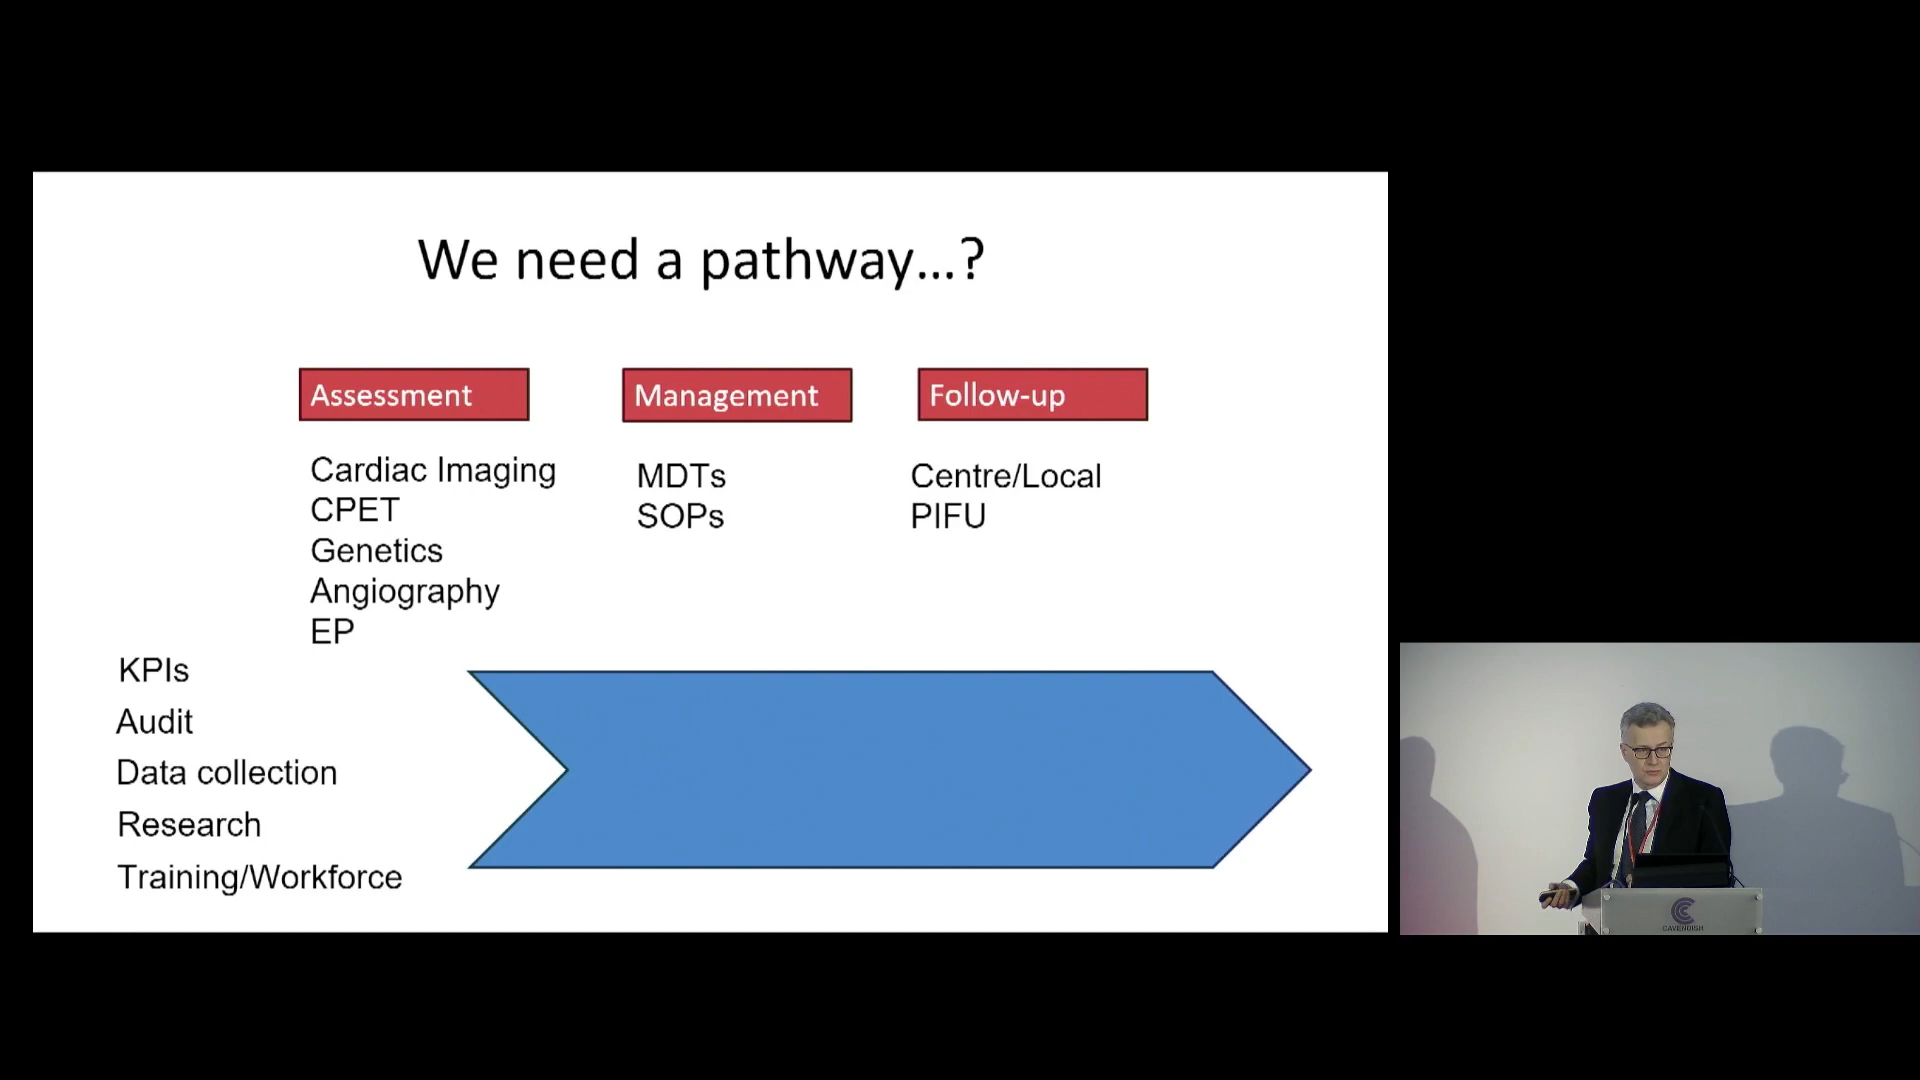 We need a pathway...?
Assessment
Cardiac Imaging
CPET
Genetics
Angiography
EP
Management
MDTs
SOPs
Follow-up
Centre/Local
PIFU
KPIs
Audit
Data collection
Research
Training/Workforce
CAVENDISH